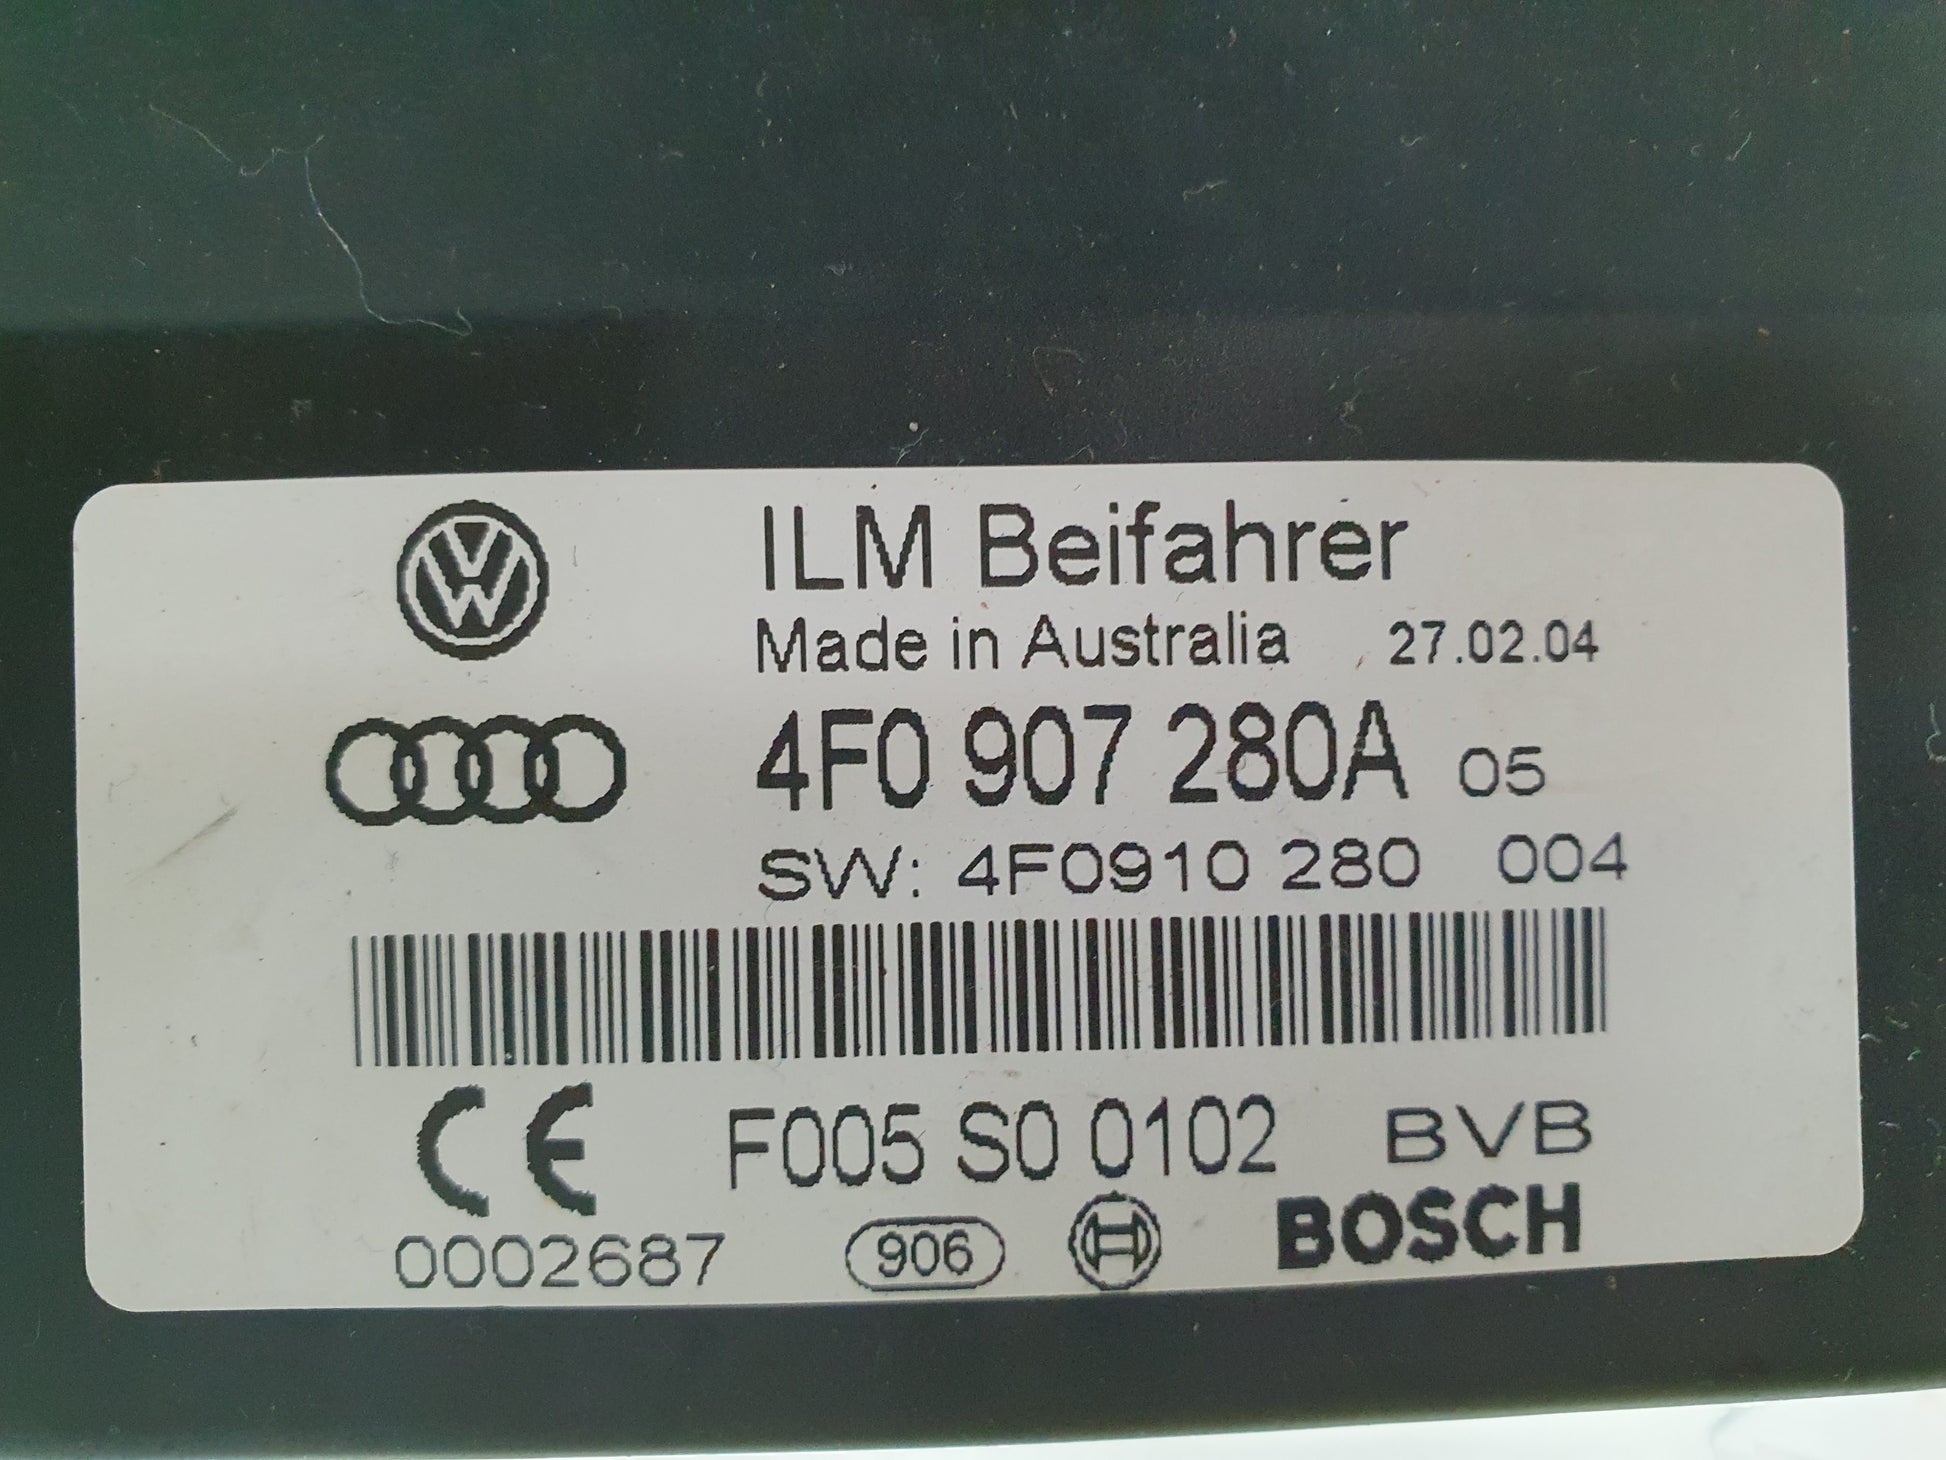 ILM Beifahrer
Made in Australia 27.02.04
4F0 907 280A 05
SW: 4F0910 280 004
CE F005 S0 0102 BVB
0002687 906 BOSCH